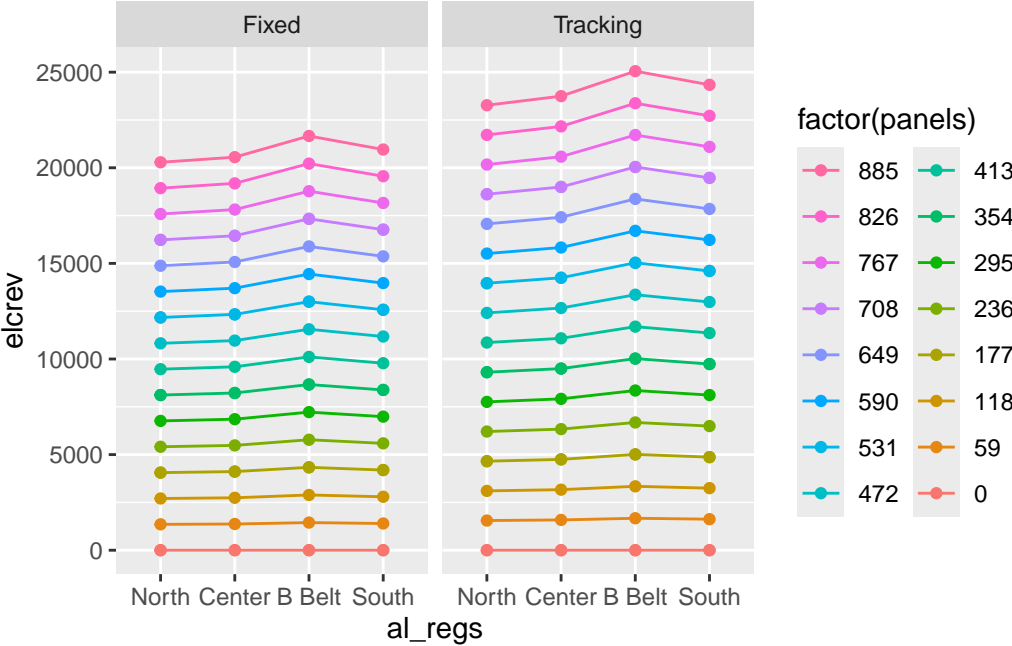 Fixed Tracking
25000
20000
15000
10000
5000
0
elcrev
North Center B Belt South North Center B Belt South
al_regs
factor(panels)
885 413
826 354
767 295
708 236
649 177
590 118
531 59
472 0